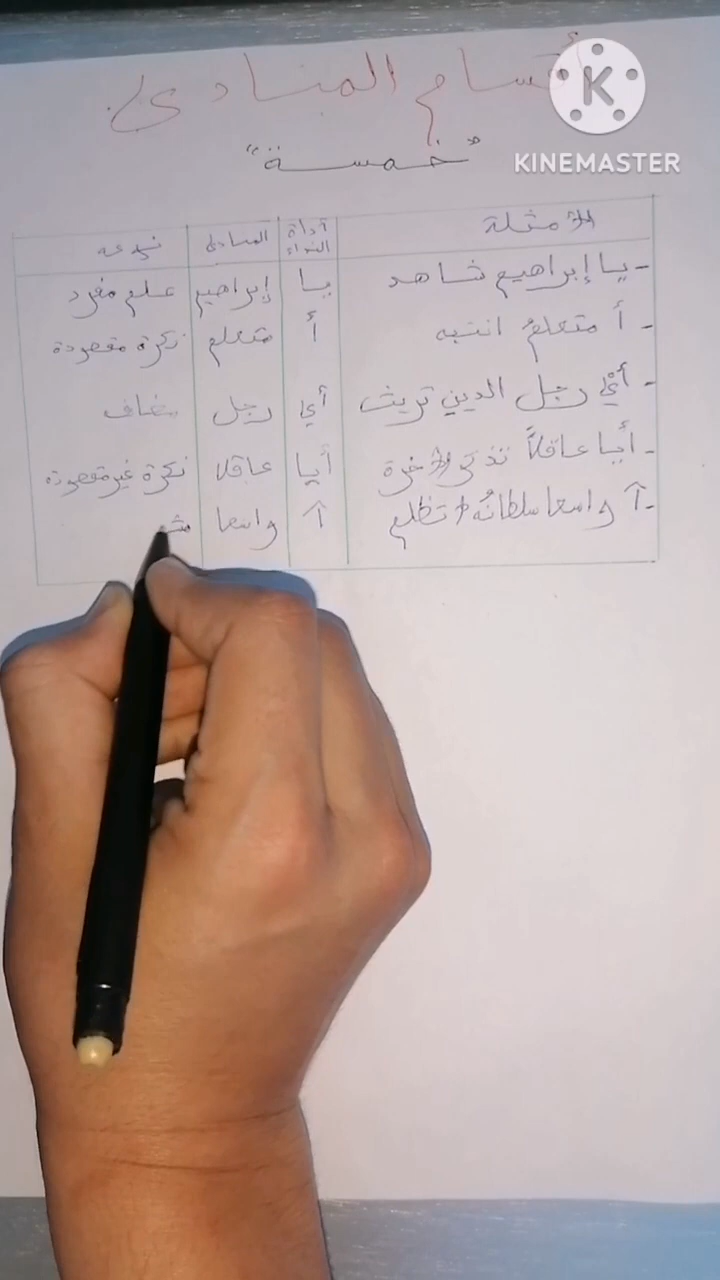 أقسام المنادى
"خمسة"
KINEMASTER
الأمثلة أداة النداء المنادى نوعه
- يا إبراهيم شاهد يا إبراهيم علم مفرد
- أ متعلمُ انتبه أ متعلم نكرة مقصودة
- أيْ رجل الدين تريث أي رجل مضاف
- أيا عاقلاً تذكر الآخرة أيا عاقلا نكرة غير مقصودة
- آ واسعا سلطانُه لا تظلم آ واسعا